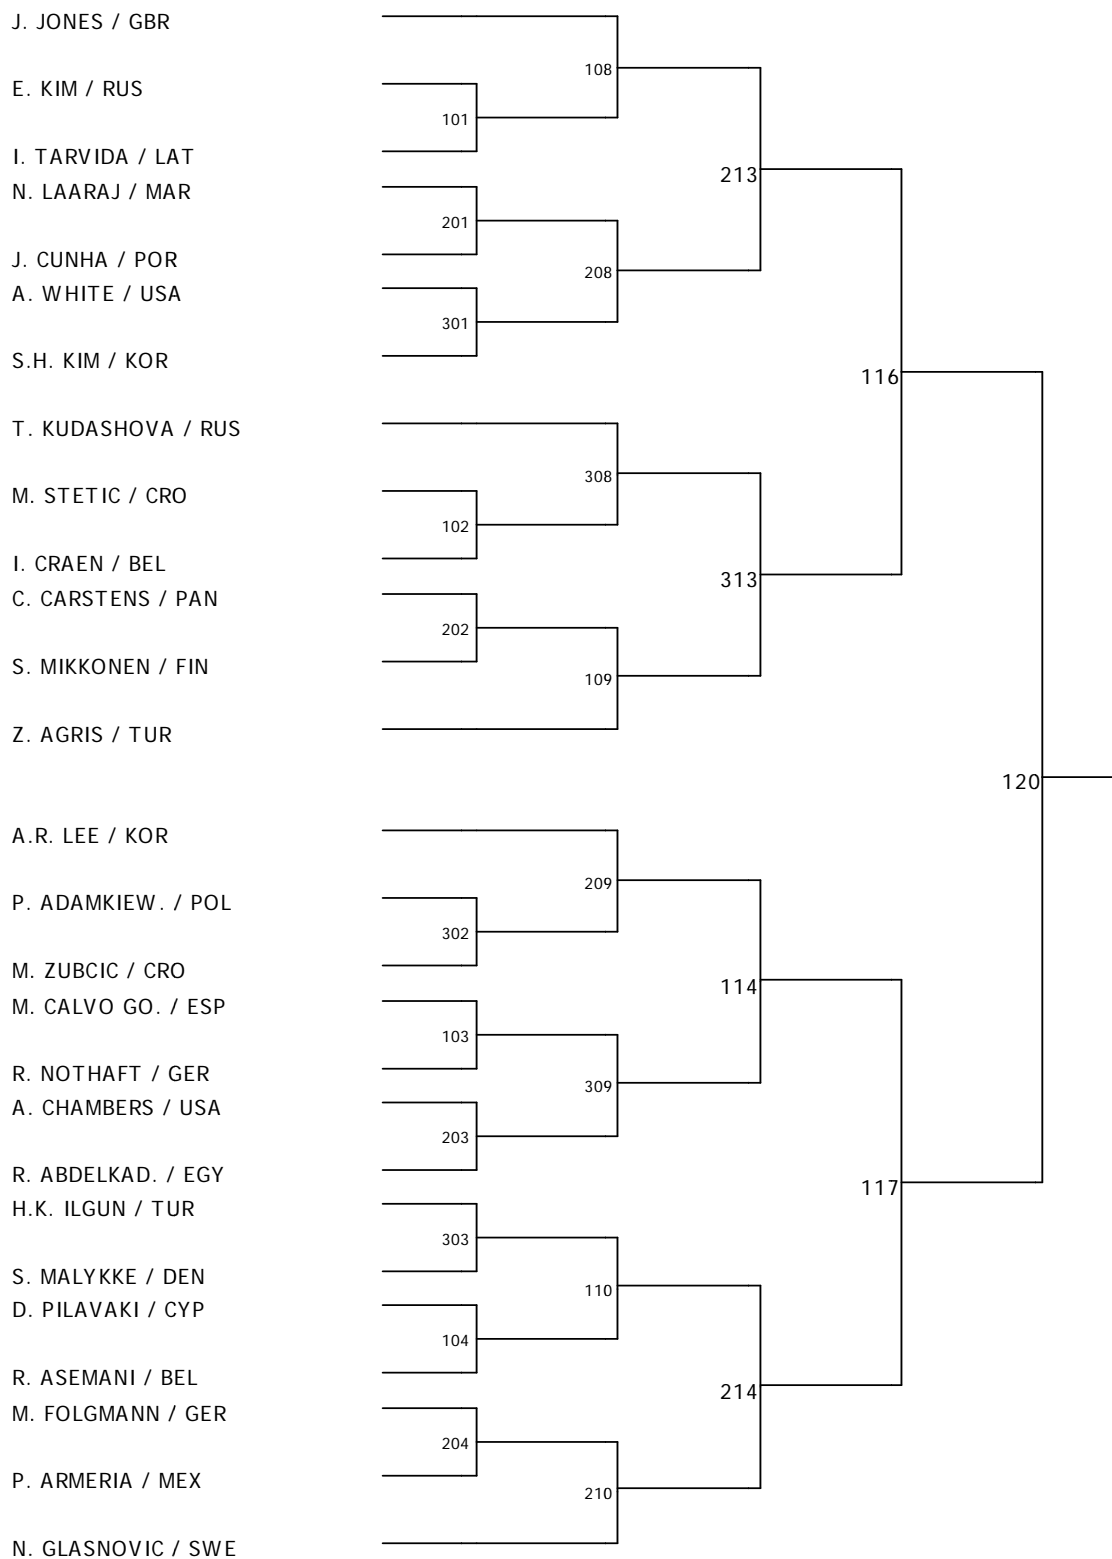 J. JONES / GBR
108
E. KIM / RUS
101
I. TARVIDA / LAT
213
N. LAARAJ / MAR
201
J. CUNHA / POR
208
A. WHITE / USA
301
S.H. KIM / KOR
116
T. KUDASHOVA / RUS
308
M. STETIC / CRO
102
I. CRAEN / BEL
313
C. CARSTENS / PAN
202
S. MIKKONEN / FIN
109
Z. AGRIS / TUR
120
A.R. LEE / KOR
209
P. ADAMKIEW. / POL
302
M. ZUBCIC / CRO
114
M. CALVO GO. / ESP
103
R. NOTHAFT / GER
309
A. CHAMBERS / USA
203
R. ABDELKAD. / EGY
117
H.K. ILGUN / TUR
303
S. MALYKKE / DEN
110
D. PILAVAKI / CYP
104
R. ASEMANI / BEL
214
M. FOLGMANN / GER
204
P. ARMERIA / MEX
210
N. GLASNOVIC / SWE